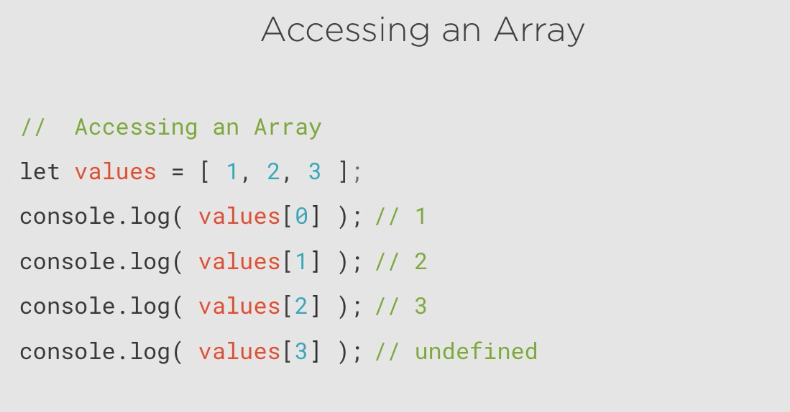 Accessing an Array
//  Accessing an Array
let values = [ 1, 2, 3 ];
console.log( values[0] ); // 1
console.log( values[1] ); // 2
console.log( values[2] ); // 3
console.log( values[3] ); // undefined